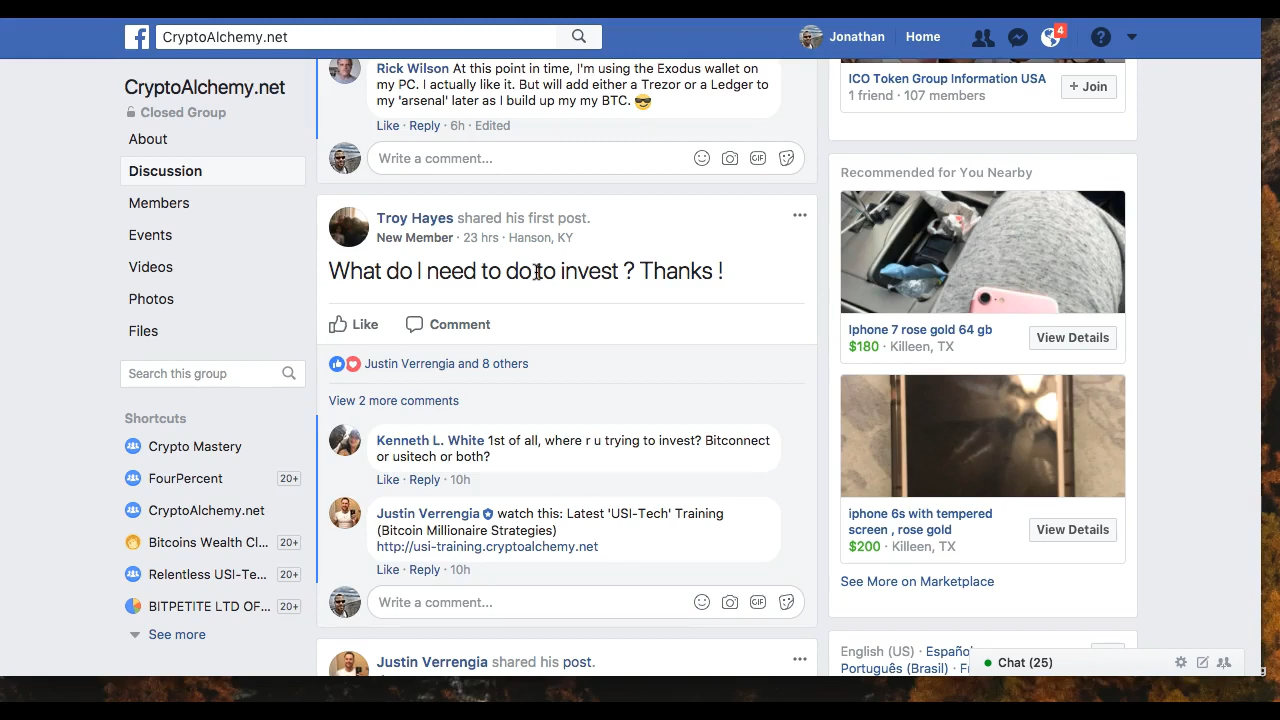 CryptoAlchemy.net
Jonathan
Home
4
CryptoAlchemy.net
Closed Group
About
Discussion
Members
Events
Videos
Photos
Files
Search this group
Shortcuts
Crypto Mastery
FourPercent 20+
CryptoAlchemy.net
Bitcoins Wealth Cl... 20+
Relentless USI-Te... 20+
BITPETITE LTD OF... 20+
See more
Rick Wilson At this point in time, I'm using the Exodus wallet on
my PC. I actually like it. But will add either a Trezor or a Ledger to
my 'arsenal' later as I build up my my BTC.
Like · Reply · 6h · Edited
Write a comment...
GIF
Troy Hayes shared his first post.
New Member · 23 hrs · Hanson, KY
What do I need to do to invest ? Thanks !
Like
Comment
Justin Verrengia and 8 others
View 2 more comments
Kenneth L. White 1st of all, where r u trying to invest? Bitconnect
or usitech or both?
Like · Reply · 10h
Justin Verrengia watch this: Latest 'USI-Tech' Training
(Bitcoin Millionaire Strategies)
http://usi-training.cryptoalchemy.net
Like · Reply · 10h
Write a comment...
GIF
Justin Verrengia shared his post.
ICO Token Group Information USA
1 friend · 107 members
+ Join
Recommended for You Nearby
Iphone 7 rose gold 64 gb
$180 · Killeen, TX
View Details
iphone 6s with tempered
screen , rose gold
$200 · Killeen, TX
View Details
See More on Marketplace
English (US) · Español
Português (Brasil) ·
Chat (25)